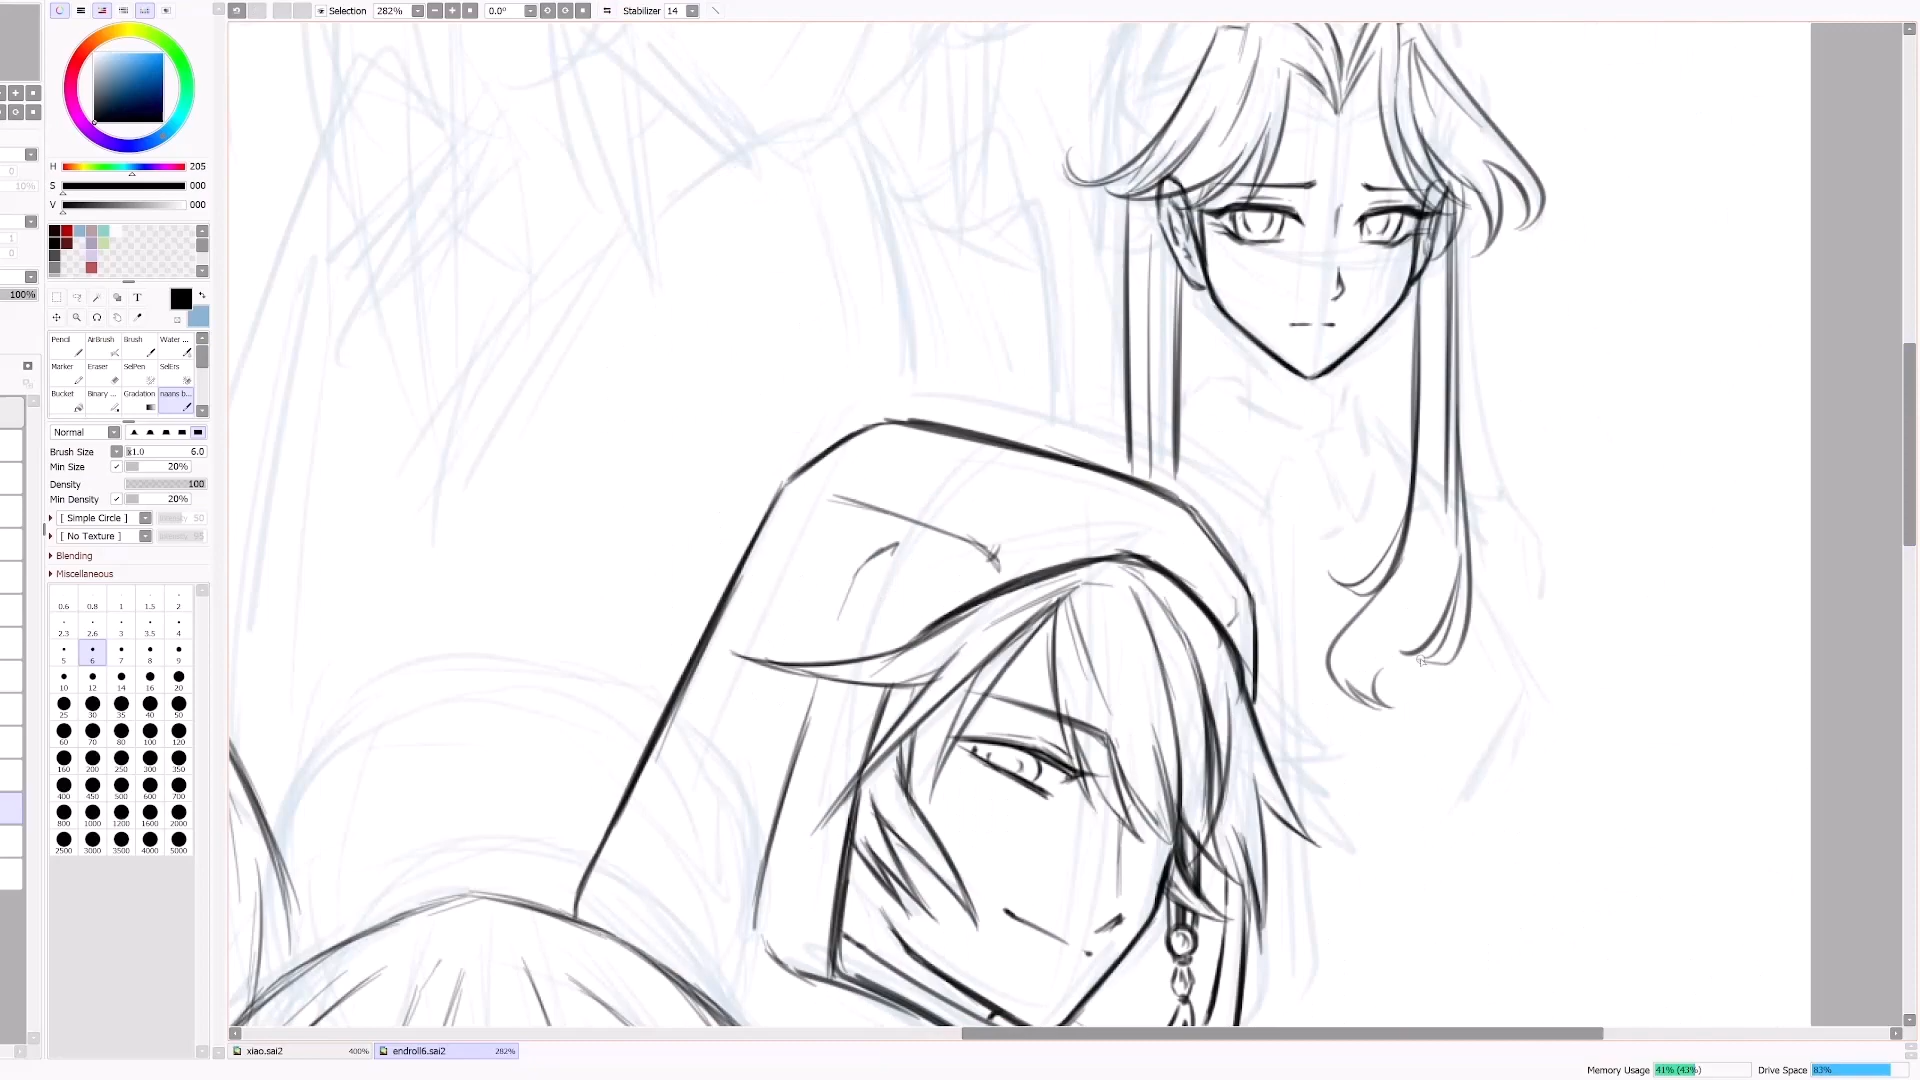 Selection 282% 0.0° Stabilizer 14
H 205
S 000
V 000
10%
1
0
100%
T
Pencil AirBrush Brush Water ...
Marker Eraser SelPen SelErs
Bucket Binary ... Gradation naans b...
Normal
Brush Size x1.0 6.0
Min Size 20%
Density 100
Min Density 20%
[ Simple Circle ] 50
[ No Texture ] 95
Blending
Miscellaneous
0.6 0.8 1 1.5 2
2.3 2.6 3 3.5 4
5 6 7 8 9
10 12 14 16 20
25 30 35 40 50
60 70 80 100 120
160 200 250 300 350
400 450 500 600 700
800 1000 1200 1600 2000
2500 3000 3500 4000 5000
xiao.sai2 400% endroll6.sai2 282%
Memory Usage 41% (43%) Drive Space 83%